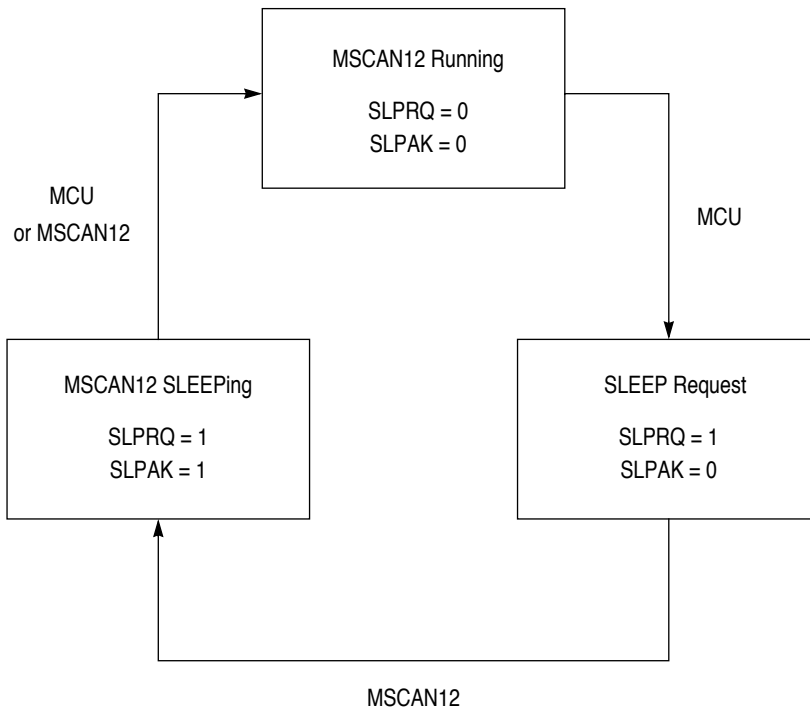 MSCAN12 Running
SLPRQ = 0
SLPAK = 0
MCU
or MSCAN12
MCU
MSCAN12 SLEEPing
SLPRQ = 1
SLPAK = 1
SLEEP Request
SLPRQ = 1
SLPAK = 0
MSCAN12